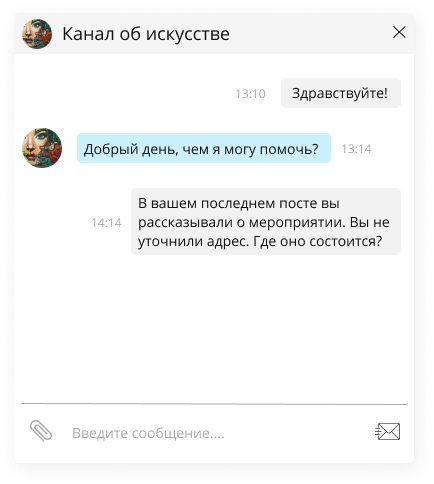 Канал об искусстве
13:10 Здравствуйте!
Добрый день, чем я могу помочь? 13:14
В вашем последнем посте вы
14:14 рассказывали о мероприятии. Вы не
уточнили адрес. Где оно состоится?
Введите сообщение....